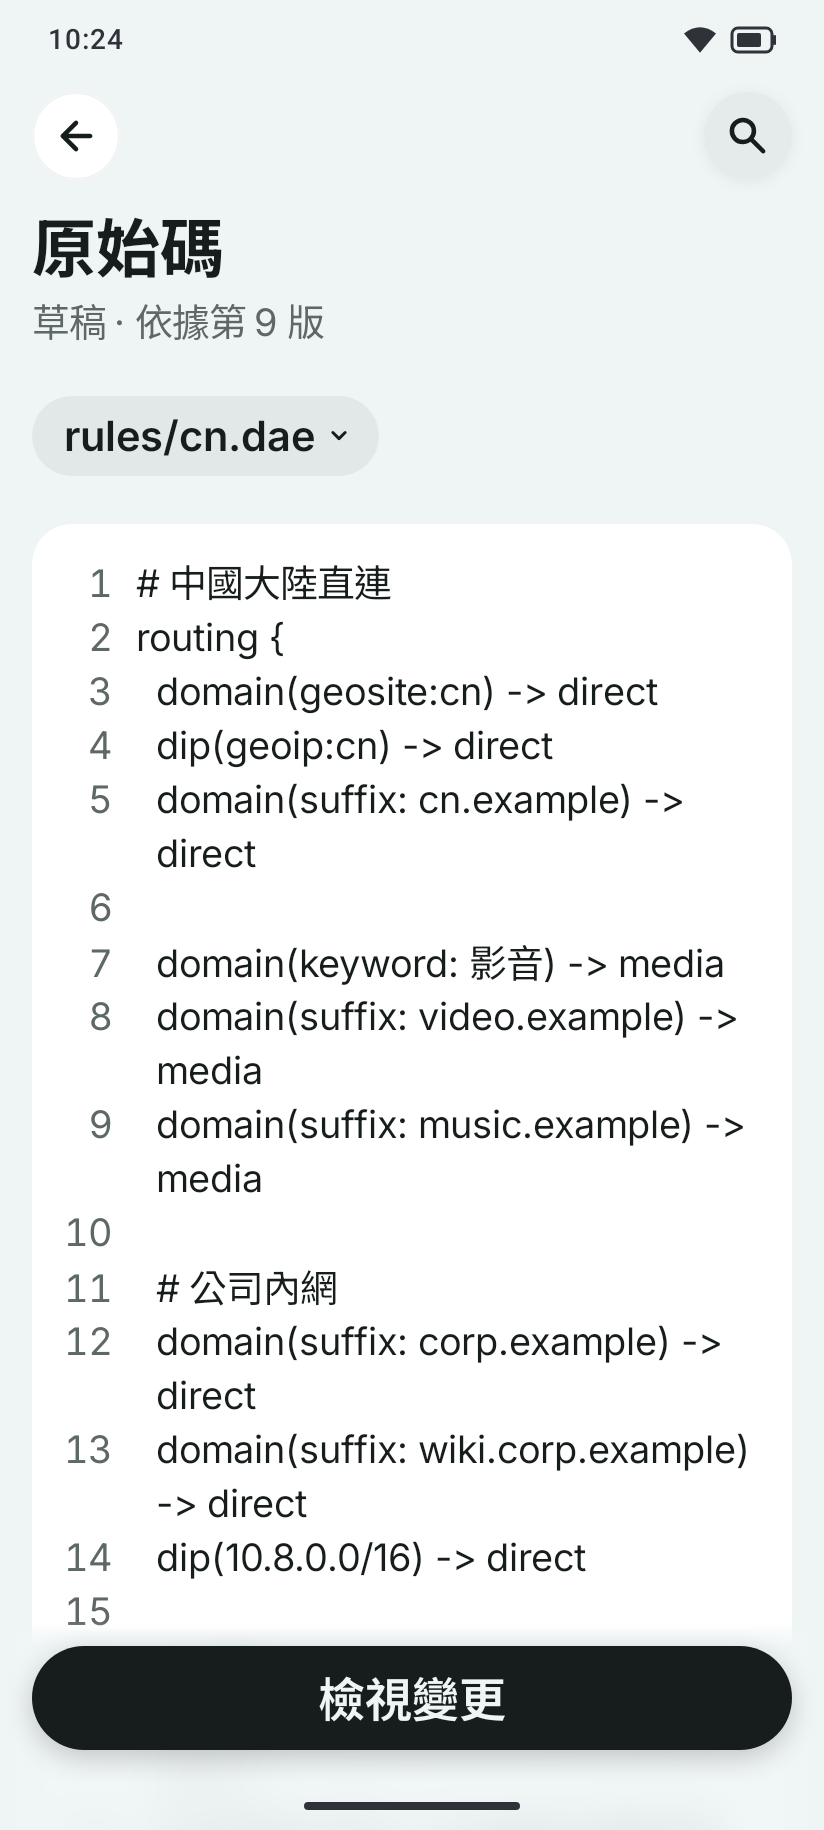 10:24
原始碼
草稿 · 依據第 9 版
rules/cn.dae
1 # 中國大陸直連
2 routing {
3 domain(geosite:cn) -> direct
4 dip(geoip:cn) -> direct
5 domain(suffix: cn.example) ->
direct
6
7 domain(keyword: 影音) -> media
8 domain(suffix: video.example) ->
media
9 domain(suffix: music.example) ->
media
10
11 # 公司內網
12 domain(suffix: corp.example) ->
direct
13 domain(suffix: wiki.corp.example)
-> direct
14 dip(10.8.0.0/16) -> direct
15
檢視變更